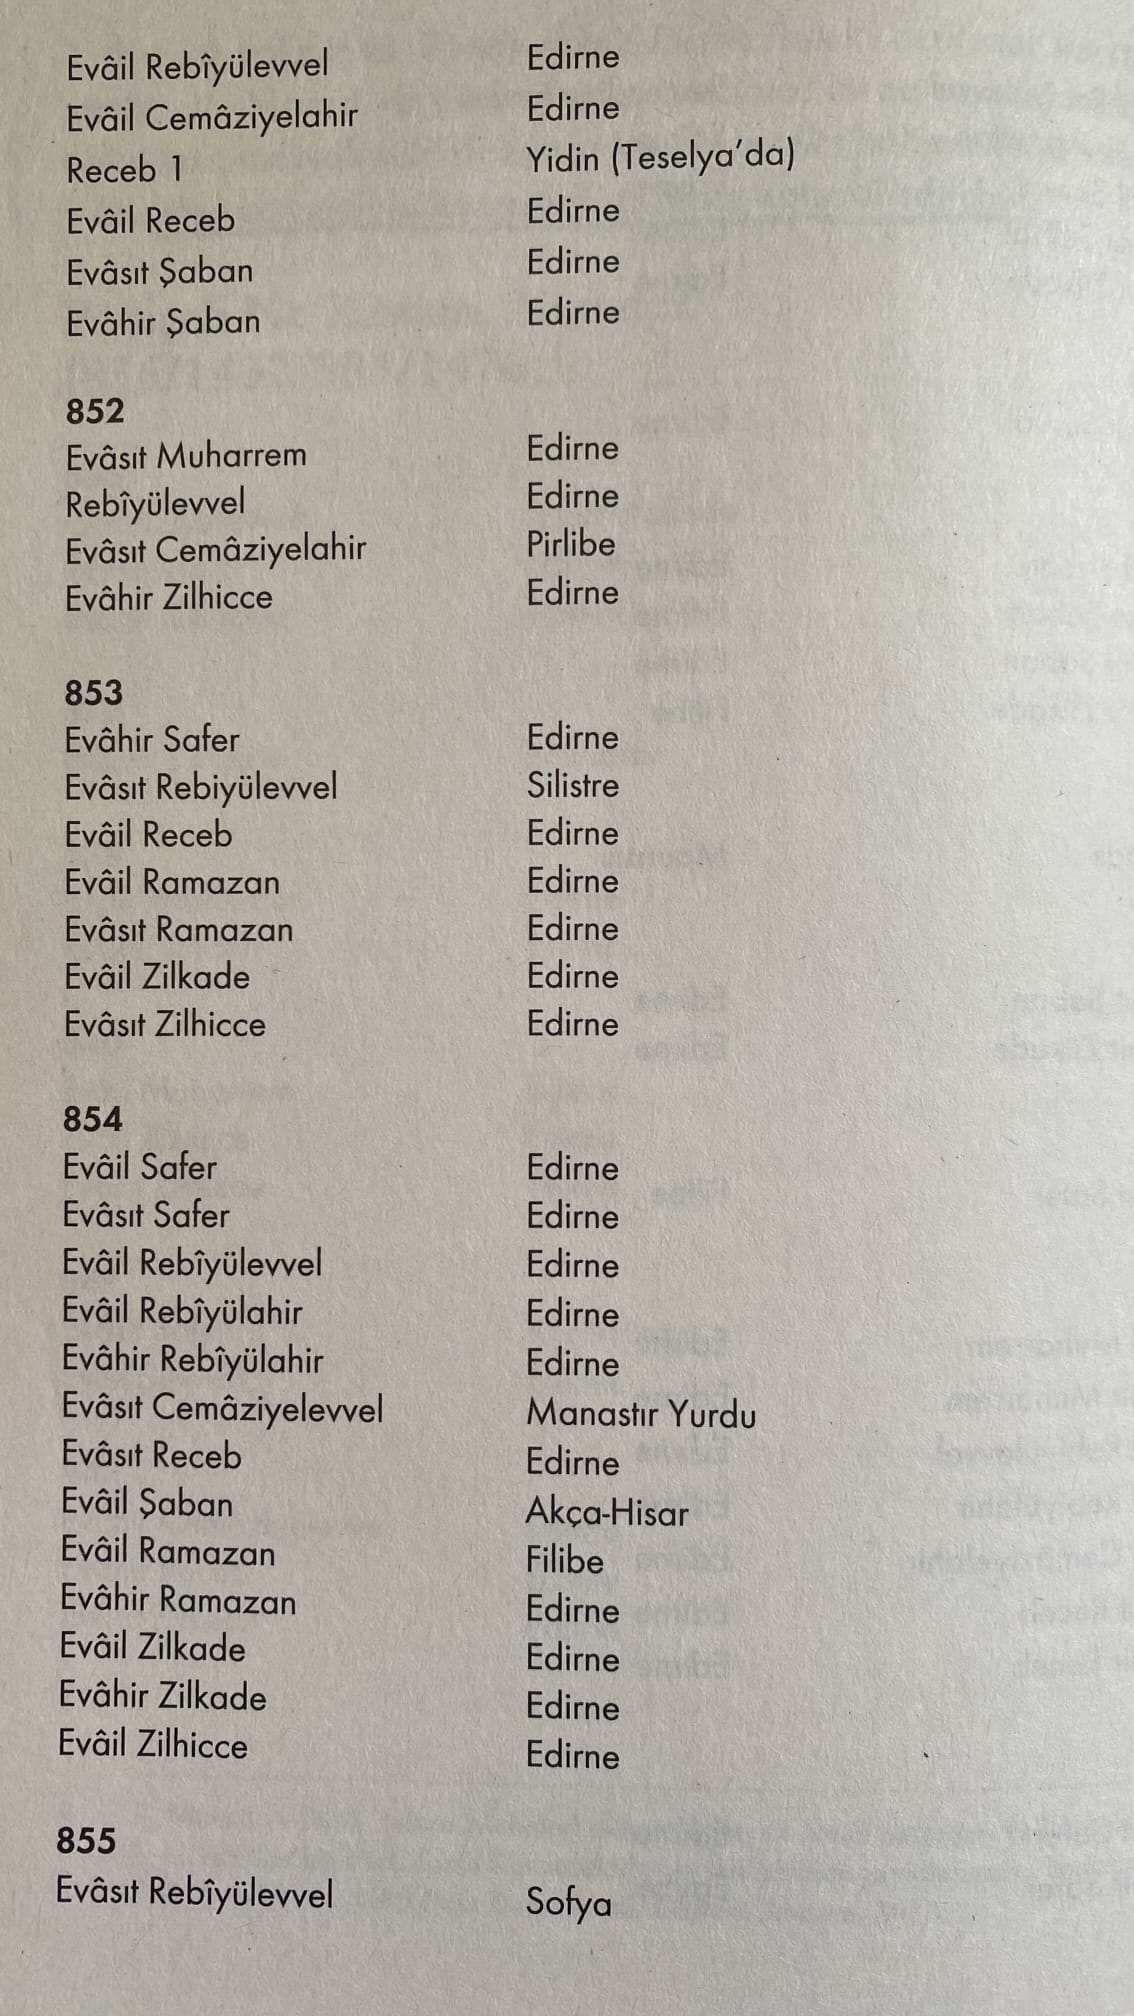 Evâil Rebîyülevvel Edirne
Evâil Cemâziyelahir Edirne
Receb 1 Yidin (Teselya'da)
Evâil Receb Edirne
Evâsıt Şaban Edirne
Evâhir Şaban Edirne
852
Evâsıt Muharrem Edirne
Rebîyülevvel Edirne
Evâsıt Cemâziyelahir Pirlibe
Evâhir Zilhicce Edirne
853
Evâhir Safer Edirne
Evâsıt Rebiyülevvel Silistre
Evâil Receb Edirne
Evâil Ramazan Edirne
Evâsıt Ramazan Edirne
Evâil Zilkade Edirne
Evâsıt Zilhicce Edirne
854
Evâil Safer Edirne
Evâsıt Safer Edirne
Evâil Rebîyülevvel Edirne
Evâil Rebîyülahir Edirne
Evâhir Rebîyülahir Edirne
Evâsıt Cemâziyelevvel Manastır Yurdu
Evâsıt Receb Edirne
Evâil Şaban Akça-Hisar
Evâil Ramazan Filibe
Evâhir Ramazan Edirne
Evâil Zilkade Edirne
Evâhir Zilkade Edirne
Evâil Zilhicce Edirne
855
Evâsıt Rebîyülevvel Sofya